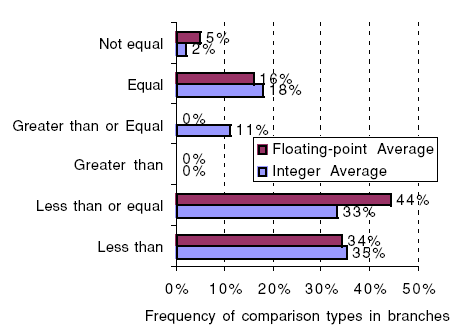 Not equal
5%
2%
Equal
16%
18%
Greater than or Equal
0%
11%
Floating-point Average
Integer Average
Greater than
0%
0%
Less than or equal
44%
33%
Less than
34%
35%
0% 10% 20% 30% 40% 50%
Frequency of comparison types in branches